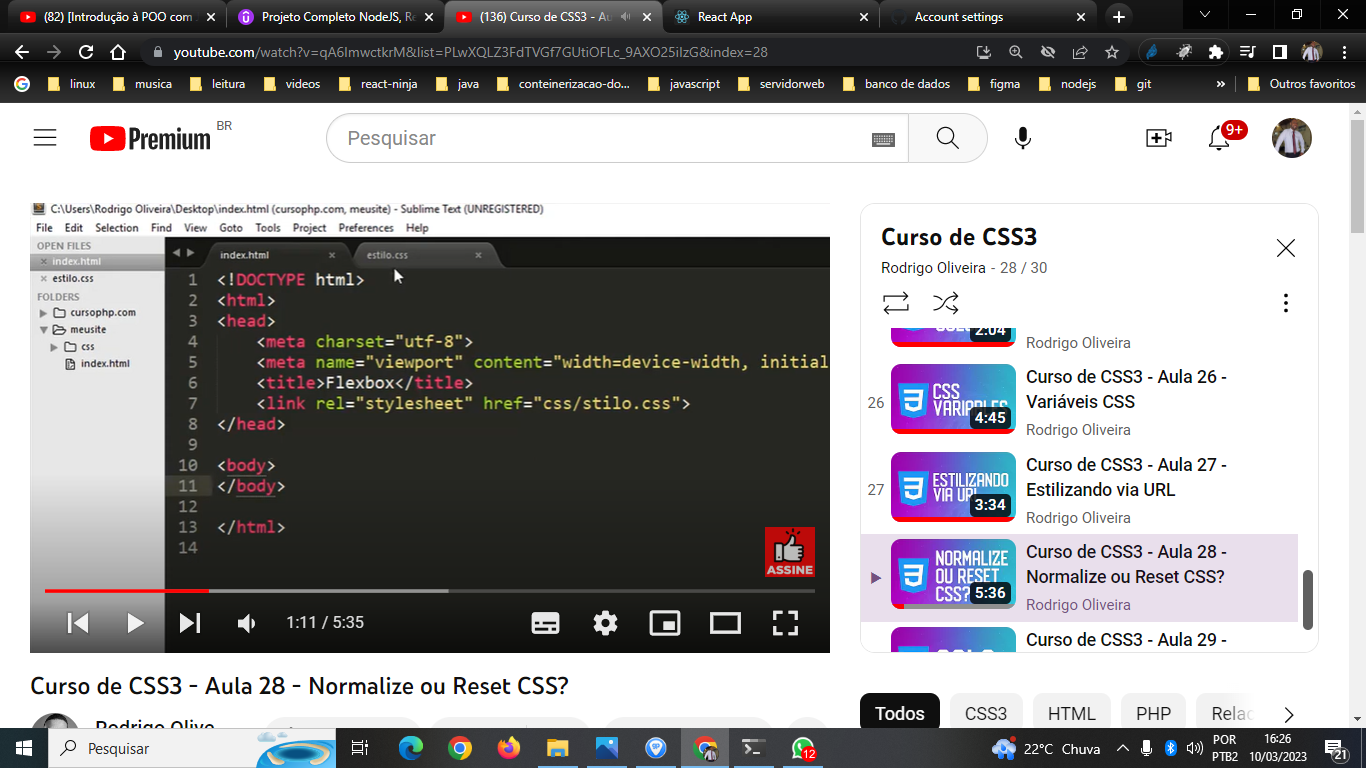 (82) [Introdução à POO com
Projeto Completo NodeJS, Re
(136) Curso de CSS3 - Au
React App
Account settings
youtube.com/watch?v=qA6ImwctkrM&list=PLwXQLZ3FdTVGf7GUtiOFLc_9AXO25iIzG&index=28
linux
musica
leitura
videos
react-ninja
java
conteinerizacao-do...
javascript
servidorweb
banco de dados
figma
nodejs
git
»
Outros favoritos
Premium BR
Pesquisar
9+
C:\Users\Rodrigo Oliveira\Desktop\index.html (cursophp.com, meusite) - Sublime Text (UNREGISTERED)
File Edit Selection Find View Goto Tools Project Preferences Help
OPEN FILES
index.html
estilo.css
FOLDERS
cursophp.com
meusite
css
index.html
index.html
estilo.css
1 <!DOCTYPE html>
2 <html>
3 <head>
4 <meta charset="utf-8">
5 <meta name="viewport" content="width=device-width, initial
6 <title>Flexbox</title>
7 <link rel="stylesheet" href="css/stilo.css">
8 </head>
9
10 <body>
11 </body>
12
13 </html>
14
ASSINE
1:11 / 5:35
Curso de CSS3 - Aula 28 - Normalize ou Reset CSS?
Curso de CSS3
Rodrigo Oliveira - 28 / 30
2:04
Rodrigo Oliveira
26
CSS
VARIABLES
4:45
Curso de CSS3 - Aula 26 -
Variáveis CSS
Rodrigo Oliveira
27
ESTILIZANDO
VIA URL
3:34
Curso de CSS3 - Aula 27 -
Estilizando via URL
Rodrigo Oliveira
NORMALIZE
OU RESET
CSS?
5:36
Curso de CSS3 - Aula 28 -
Normalize ou Reset CSS?
Rodrigo Oliveira
Curso de CSS3 - Aula 29 -
Todos
CSS3
HTML
PHP
Relac
Pesquisar
12
22°C Chuva
POR
PTB2
16:26
10/03/2023
21